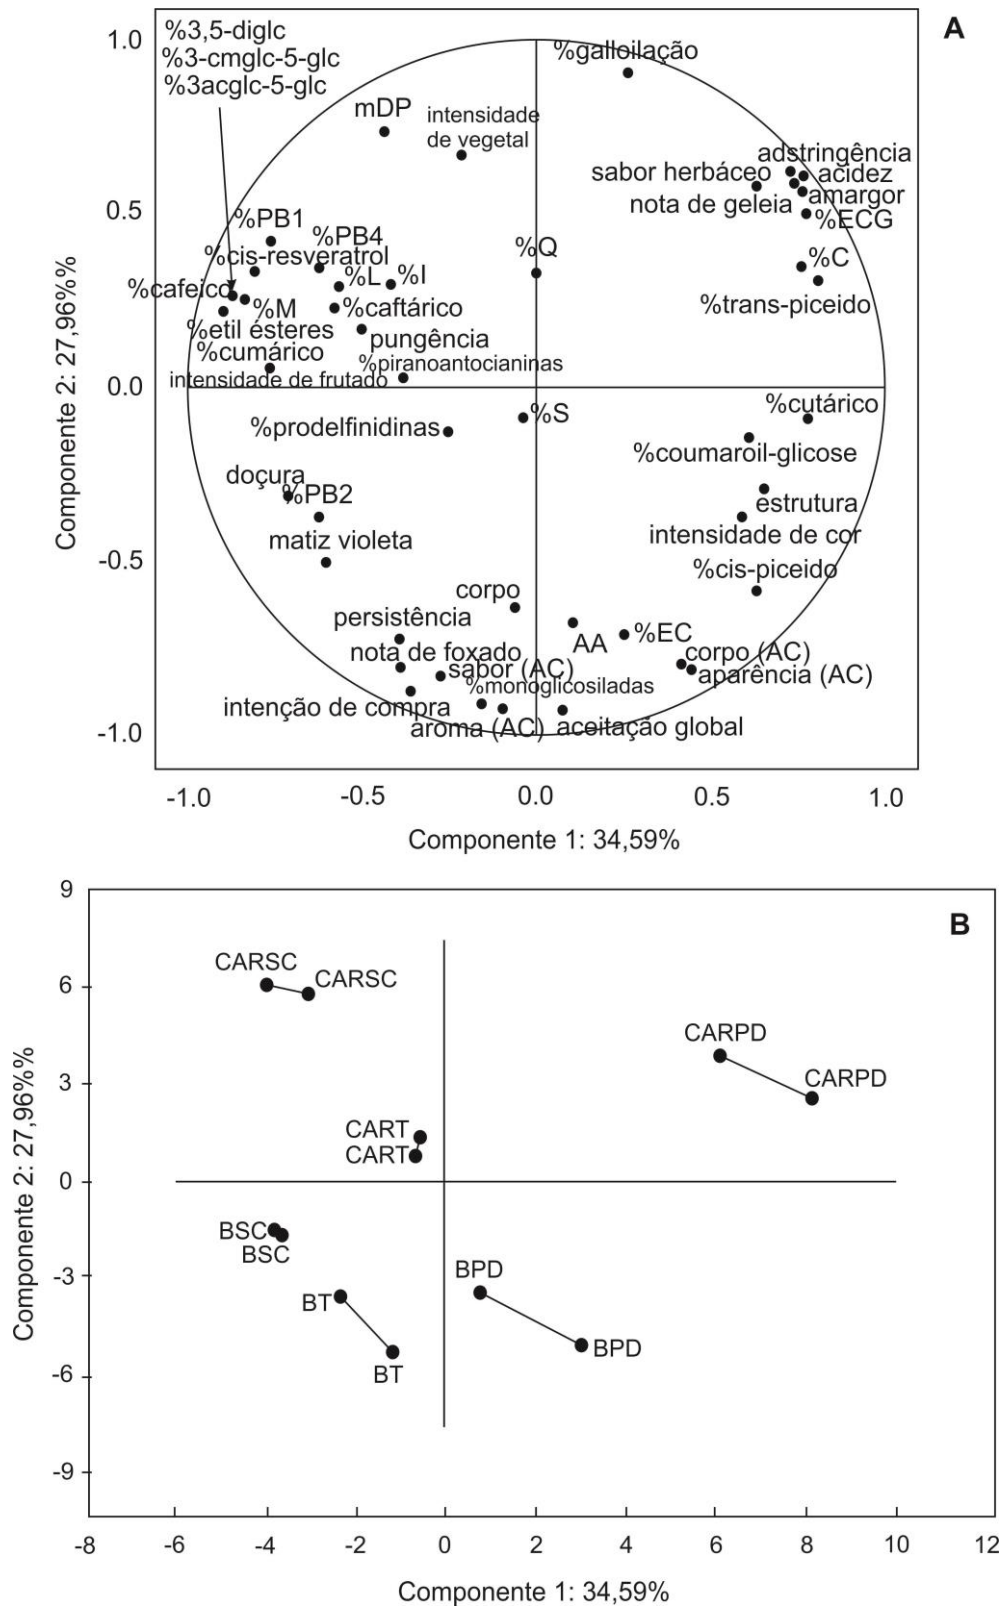 A
%3,5-diglc
%3-cmglc-5-glc
%3acglc-5-glc
1.0
%galloilação
mDP
intensidade
de vegetal
adstringência
sabor herbáceo
acidez
nota de geleia
amargor
0.5
%ECG
%PB1
%PB4
%Q
%C
%cis-resveratrol
%L
%I
%cafeico
%M
%caftárico
%trans-piceido
%etil ésteres
pungência
%cumárico
%piranoantocianinas
intensidade de frutado
0.0
%cutárico
%S
%prodelfinidinas
%coumaroil-glicose
doçura
%PB2
estrutura
matiz violeta
intensidade de cor
-0.5
%cis-piceido
corpo
persistência
AA
%EC
nota de foxado
corpo (AC)
sabor (AC)
aparência (AC)
%monoglicosiladas
intenção de compra
aroma (AC)
aceitação global
-1.0
Componente 2: 27,96%%
-1.0 -0.5 0.0 0.5 1.0
Componente 1: 34,59%
B
9
CARSC
CARSC
6
CARPD
CARPD
3
CART
CART
0
BSC
BSC
-3
BPD
BT
BPD
BT
-6
-9
Componente 2: 27,96%%
-8 -6 -4 -2 0 2 4 6 8 10 12
Componente 1: 34,59%